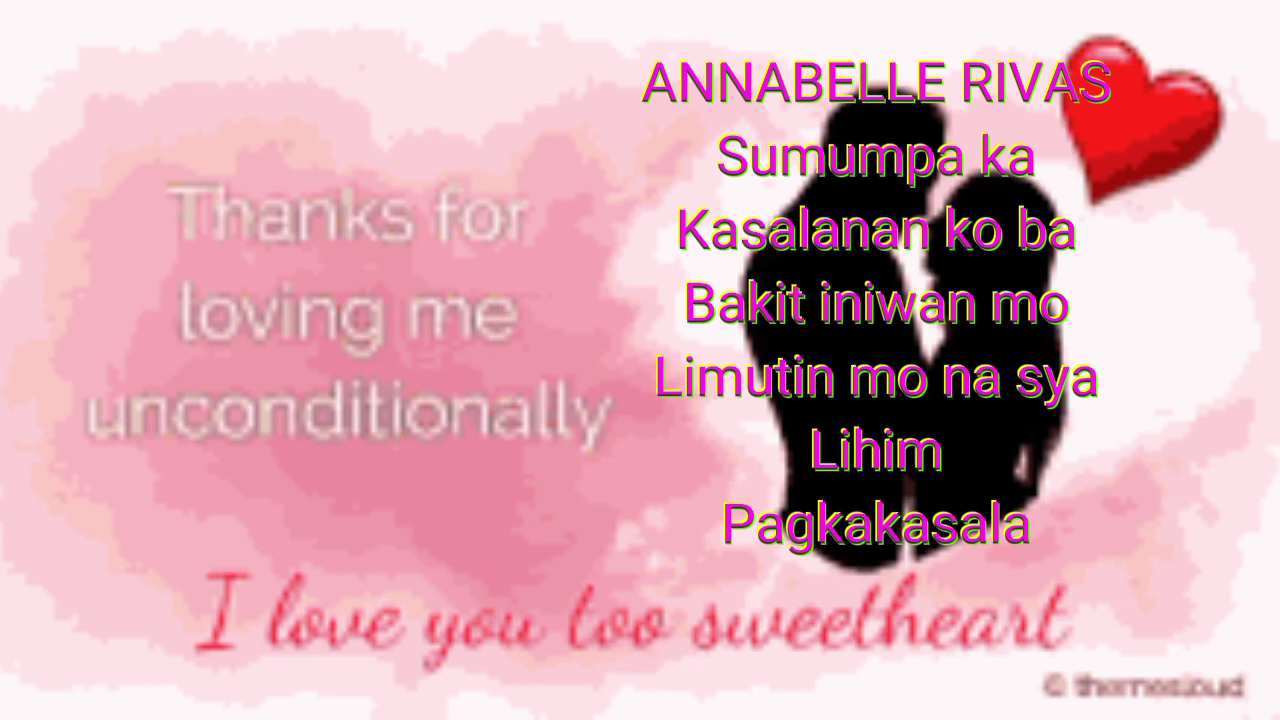 Thanks for
loving me
unconditionally
ANNABELLE RIVAS
Sumumpa ka
Kasalanan ko ba
Bakit iniwan mo
Limutin mo na sya
Lihim
Pagkakasala
I love you too sweetheart
©